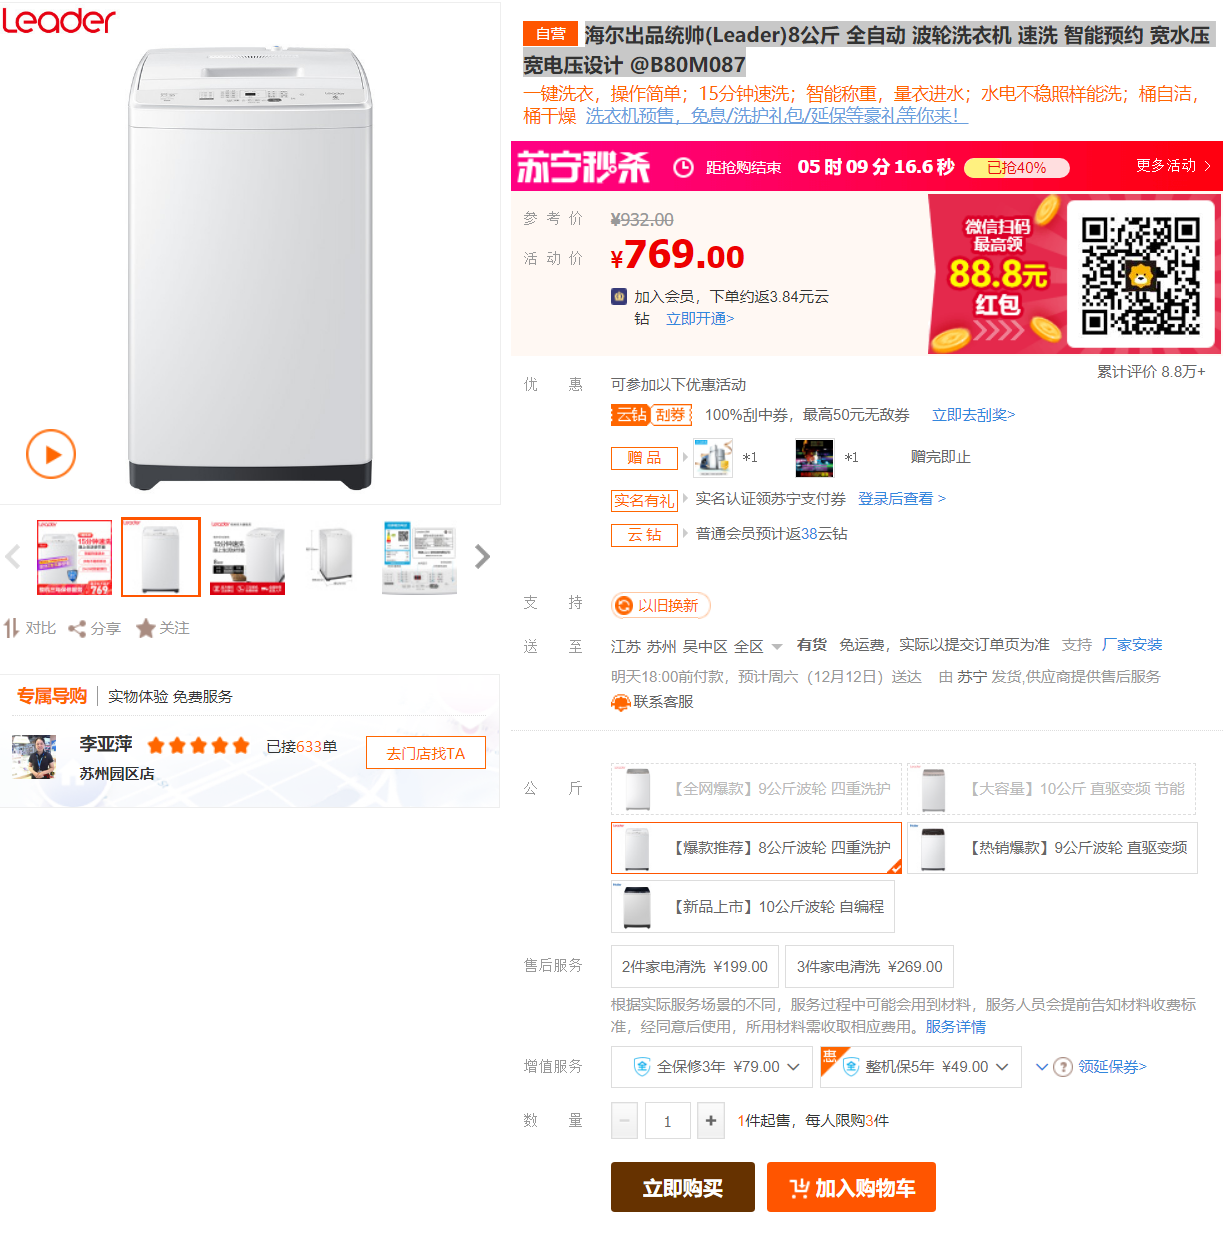 Leader
自营 海尔出品统帅(Leader)8公斤 全自动 波轮洗衣机 速洗 智能预约 宽水压
宽电压设计 @B80M087
一键洗衣，操作简单；15分钟速洗；智能称重，量衣进水；水电不稳照样能洗；桶自洁，
桶干燥 洗衣机预售，免息/洗护礼包/延保等豪礼等你来！
苏宁秒杀 距抢购结束 05 时 09 分 16.6 秒 已抢40% 更多活动 >
参考价 ¥932.00
活动价 ¥769.00
加入会员，下单约返3.84元云
钻 立即开通>
微信扫码
最高领
88.8元
红包
累计评价 8.8万+
优惠 可参加以下优惠活动
云钻 刮券 100%刮中券，最高50元无敌券 立即去刮奖>
赠品 *1 *1 赠完即止
实名有礼 实名认证领苏宁支付券 登录后查看 >
云钻 普通会员预计返38云钻
15分钟速洗
769
15分钟速洗
对比 分享 关注
支持 以旧换新
送至 江苏 苏州 吴中区 全区 有货 免运费，实际以提交订单页为准 支持 厂家安装
明天18:00前付款，预计周六（12月12日）送达 由 苏宁 发货,供应商提供售后服务
联系客服
专属导购 实物体验 免费服务
李亚萍 已接633单 去门店找TA
苏州园区店
公斤 【全网爆款】9公斤波轮 四重洗护 【大容量】10公斤 直驱变频 节能
【爆款推荐】8公斤波轮 四重洗护 【热销爆款】9公斤波轮 直驱变频
【新品上市】10公斤波轮 自编程
售后服务 2件家电清洗 ¥199.00 3件家电清洗 ¥269.00
根据实际服务场景的不同，服务过程中可能会用到材料，服务人员会提前告知材料收费标
准，经同意后使用，所用材料需收取相应费用。服务详情
增值服务 全 全保修3年 ¥79.00 惠 全 整机保5年 ¥49.00 ? 领延保券>
数量 − 1 + 1件起售，每人限购3件
立即购买 加入购物车